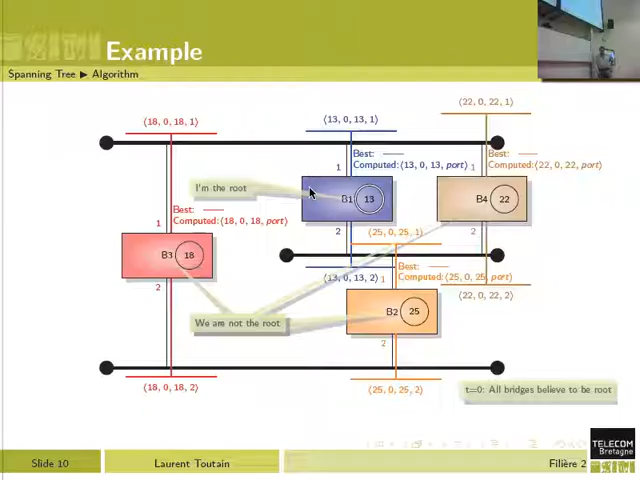 Example
Spanning Tree ▶ Algorithm
⟨22, 0, 22, 1⟩
⟨18, 0, 18, 1⟩
⟨13, 0, 13, 1⟩
Best: ——
Computed:⟨13, 0, 13, port⟩
Best: ——
Computed:⟨22, 0, 22, port⟩
1
1
I'm the root
B1 13
B4 22
Best: ——
Computed:⟨18, 0, 18, port⟩
1
2
⟨25, 0, 25, 1⟩
2
B3 18
Best: ——
Computed:⟨25, 0, 25, port⟩
⟨13, 0, 13, 2⟩
1
2
⟨22, 0, 22, 2⟩
B2 25
We are not the root
2
⟨18, 0, 18, 2⟩
⟨25, 0, 25, 2⟩
t=0: All bridges believe to be root
TELECOM
Bretagne
Slide 10
Laurent Toutain
Filière 2